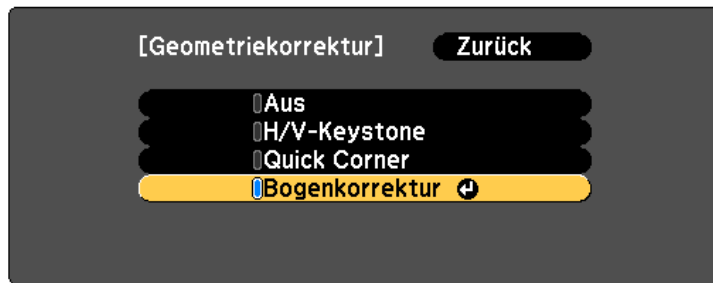 [Geometriekorrektur] Zurück
Aus
H/V-Keystone
Quick Corner
Bogenkorrektur